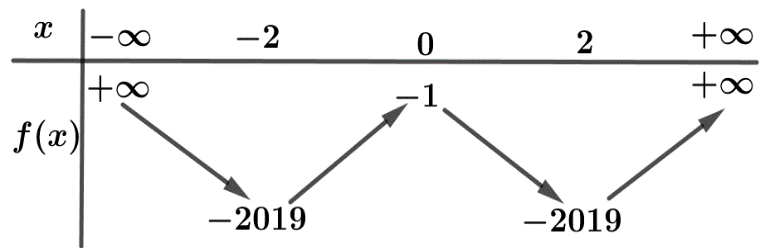 x −∞ −2 0 2 +∞
+∞ −1 +∞
f(x)
−2019 −2019